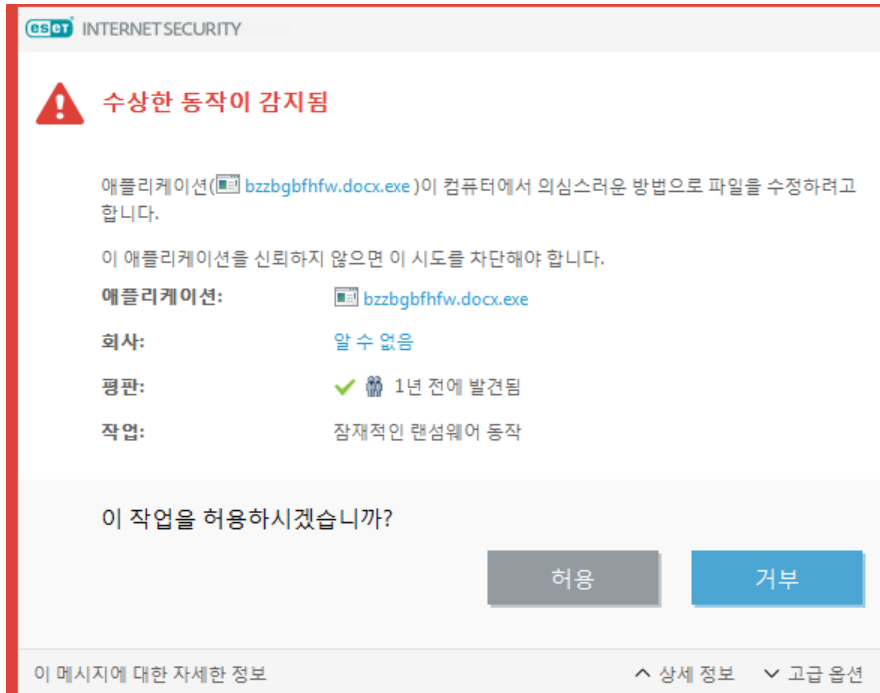 eset INTERNET SECURITY
수상한 동작이 감지됨
애플리케이션( bzzbgbfhfw.docx.exe )이 컴퓨터에서 의심스러운 방법으로 파일을 수정하려고
합니다.
이 애플리케이션을 신뢰하지 않으면 이 시도를 차단해야 합니다.
애플리케이션: bzzbgbfhfw.docx.exe
회사: 알 수 없음
평판: 1년 전에 발견됨
작업: 잠재적인 랜섬웨어 동작
이 작업을 허용하시겠습니까?
허용 거부
이 메시지에 대한 자세한 정보 상세 정보 고급 옵션